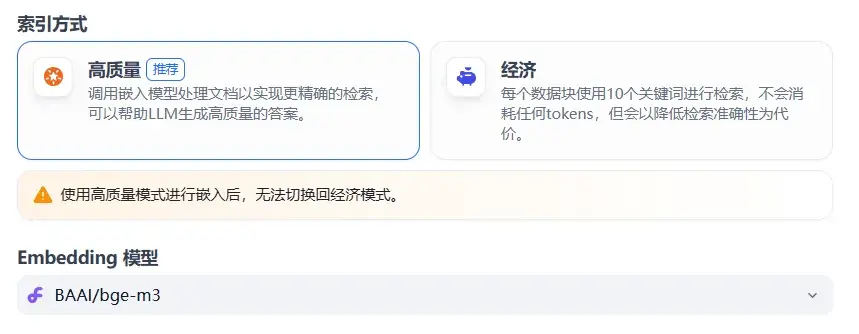 索引方式
高质量 推荐
调用嵌入模型处理文档以实现更精确的检索，
可以帮助LLM生成高质量的答案。
经济
每个数据块使用10个关键词进行检索，不会消
耗任何tokens，但会以降低检索准确性为代
价。
使用高质量模式进行嵌入后，无法切换回经济模式。
Embedding 模型
BAAI/bge-m3